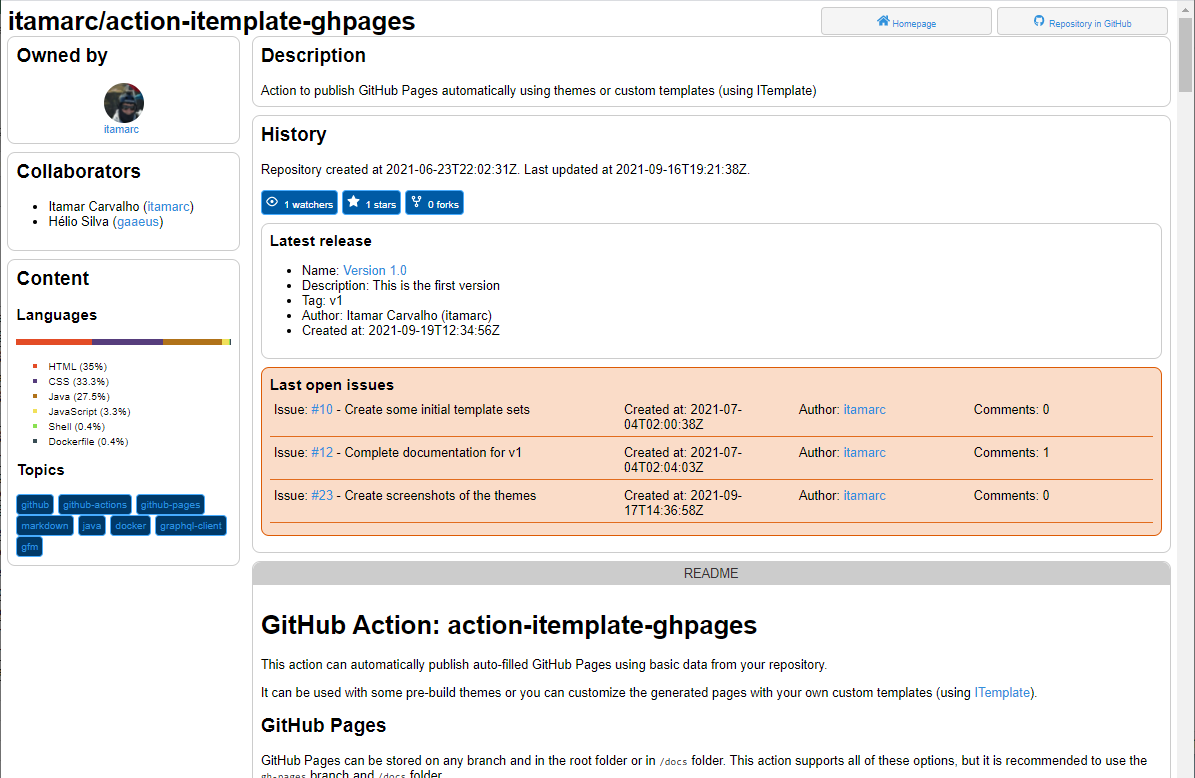 itamarc/action-itemplate-ghpages
Homepage
Repository in GitHub
Owned by
itamarc
Collaborators
Itamar Carvalho (itamarc)
Hélio Silva (gaaeus)
Content
Languages
HTML (35%)
CSS (33.3%)
Java (27.5%)
JavaScript (3.3%)
Shell (0.4%)
Dockerfile (0.4%)
Topics
github github-actions github-pages
markdown java docker graphql-client
gfm
Description
Action to publish GitHub Pages automatically using themes or custom templates (using ITemplate)
History
Repository created at 2021-06-23T22:02:31Z. Last updated at 2021-09-16T19:21:38Z.
1 watchers 1 stars 0 forks
Latest release
Name: Version 1.0
Description: This is the first version
Tag: v1
Author: Itamar Carvalho (itamarc)
Created at: 2021-09-19T12:34:56Z
Last open issues
Issue: #10 - Create some initial template sets Created at: 2021-07- Author: itamarc Comments: 0
04T02:00:38Z
Issue: #12 - Complete documentation for v1 Created at: 2021-07- Author: itamarc Comments: 1
04T02:04:03Z
Issue: #23 - Create screenshots of the themes Created at: 2021-09- Author: itamarc Comments: 0
17T14:36:58Z
README
GitHub Action: action-itemplate-ghpages
This action can automatically publish auto-filled GitHub Pages using basic data from your repository.
It can be used with some pre-build themes or you can customize the generated pages with your own custom templates (using ITemplate).
GitHub Pages
GitHub Pages can be stored on any branch and in the root folder or in /docs folder. This action supports all of these options, but it is recommended to use the
gh-pages branch and /docs folder